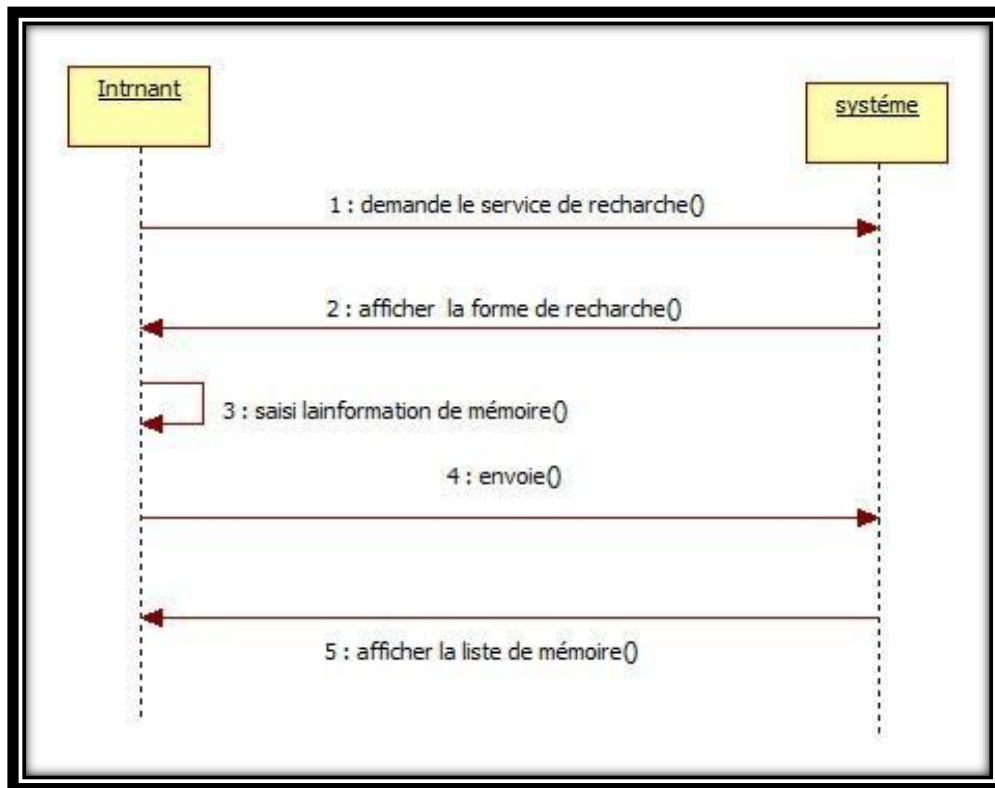 Intrnant
systéme
1 : demande le service de recharche()
2 : afficher la forme de recharche()
3 : saisi lainformation de mémoire()
4 : envoie()
5 : afficher la liste de mémoire()